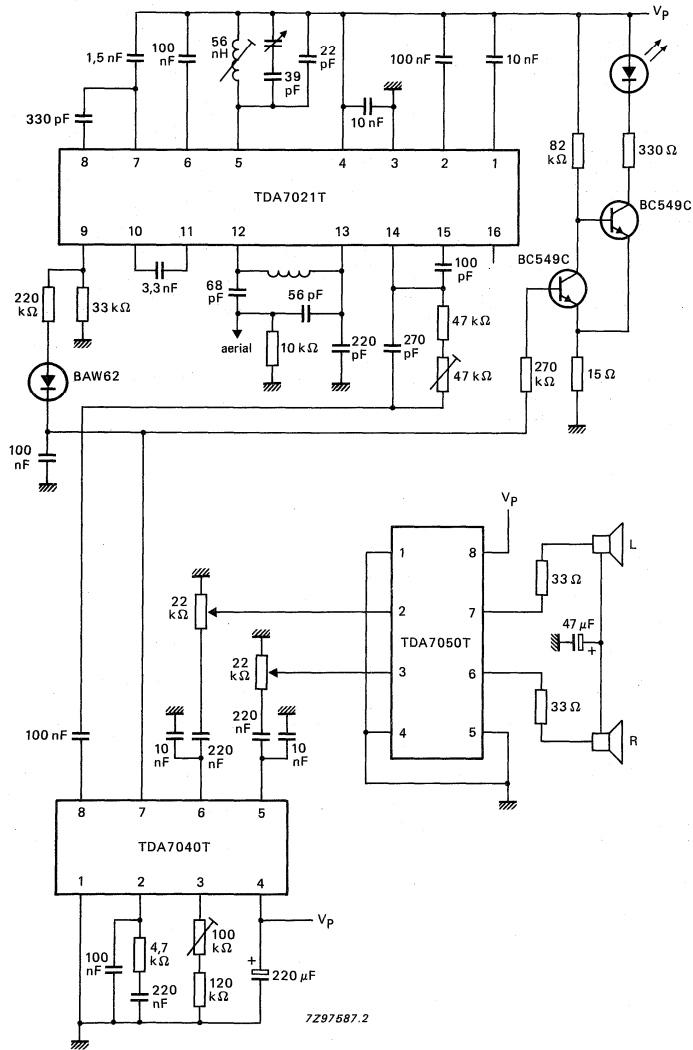 VP
1,5 nF
100
nF
56
nH
39
pF
22
pF
10 nF
100 nF
10 nF
330 pF
82
kΩ
330 Ω
8
7
6
5
4
3
2
1
TDA7021T
BC549C
9
10
11
12
13
14
15
16
BC549C
220
kΩ
33 kΩ
3,3 nF
68
pF
56 pF
100
pF
47 kΩ
aerial
10 kΩ
220
pF
270
pF
47 kΩ
BAW62
270
kΩ
15 Ω
100
nF
VP
1
8
L
33 Ω
22
kΩ
2
7
TDA7050T
47 µF
+
22
kΩ
3
6
33 Ω
100 nF
10
nF
220
nF
220
nF
10
nF
4
5
R
8
7
6
5
TDA7040T
1
2
3
4
VP
100
nF
4,7
kΩ
100
kΩ
220
nF
120
kΩ
+
220 µF
7Z97587.2